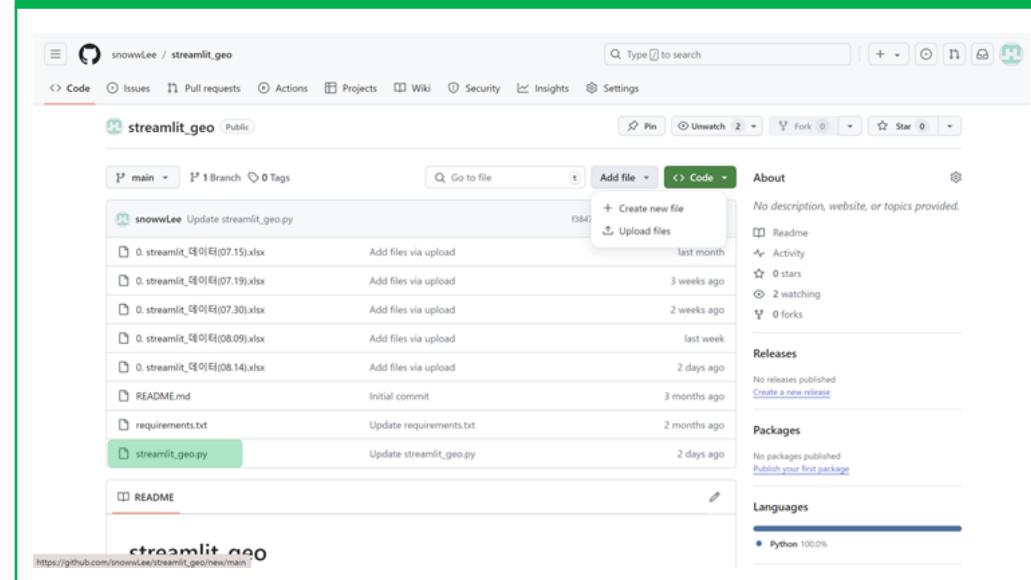 snowwLee / streamlit_geo
Type / to search
Code Issues Pull requests Actions Projects Wiki Security Insights Settings
streamlit_geo Public
Pin Unwatch 2 Fork 0 Star 0
main 1 Branch 0 Tags
Go to file t Add file Code
Create new file
Upload files
snowwLee Update streamlit_geo.py f3847
0. streamlit_데이터(07.15).xlsx Add files via upload last month
0. streamlit_데이터(07.19).xlsx Add files via upload 3 weeks ago
0. streamlit_데이터(07.30).xlsx Add files via upload 2 weeks ago
0. streamlit_데이터(08.09).xlsx Add files via upload last week
0. streamlit_데이터(08.14).xlsx Add files via upload 2 days ago
README.md Initial commit 3 months ago
requirements.txt Update requirements.txt 2 months ago
streamlit_geo.py Update streamlit_geo.py 2 days ago
README
streamlit_geo
https://github.com/snowwLee/streamlit_geo/new/main
About
No description, website, or topics provided.
Readme
Activity
0 stars
2 watching
0 forks
Releases
No releases published
Create a new release
Packages
No packages published
Publish your first package
Languages
Python 100.0%